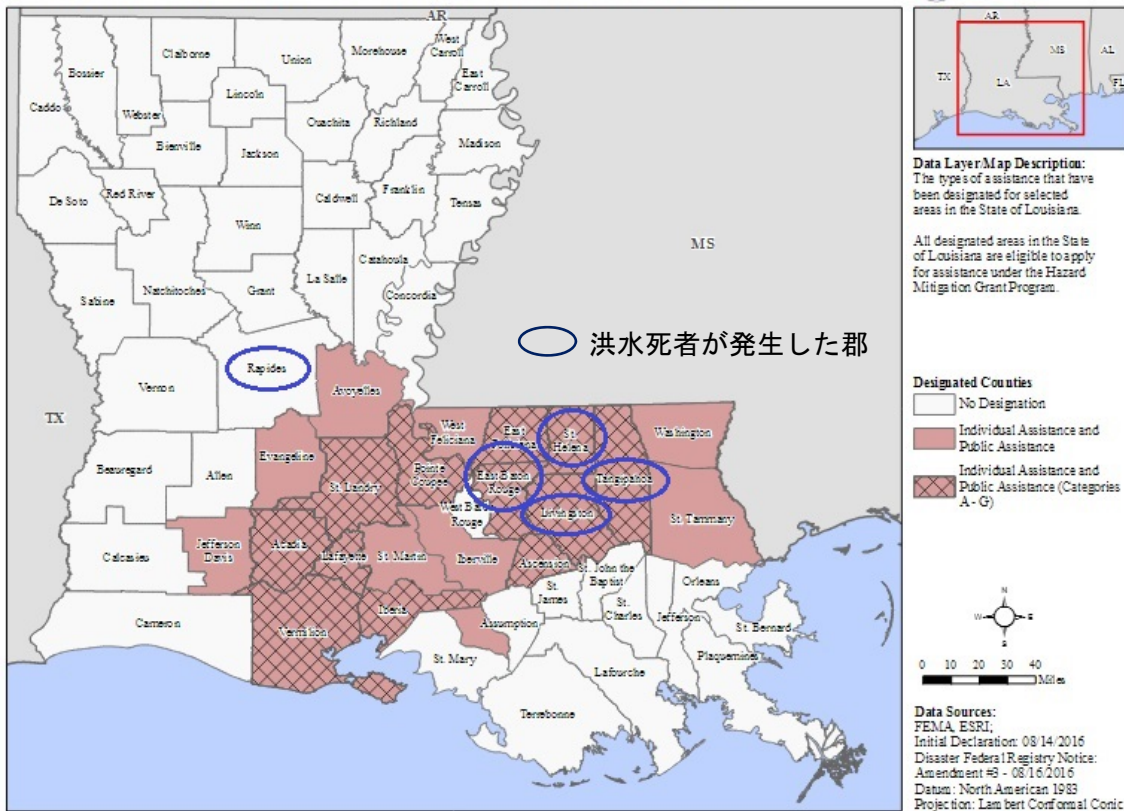 AR
Claiborne
Union
Morehouse
West
Carroll
East
Carroll
Bossier
Lincoln
Caddo
Webster
Ouachita
Richland
Madison
Bienville
Jackson
Franklin
Caldwell
Tensas
De Soto
Red River
Winn
Catahoula
La Salle
Natchitoches
Grant
Concordia
Sabine
MS
洪水死者が発生した郡
Rapides
Vernon
Avoyelles
TX
West
Feliciana
East
St.
Helena
Washington
Beauregard
Allen
Evangeline
St. Landry
Pointe
Coupee
East Baton
Rouge
Tangipahoa
West Baton
Rouge
Livingston
St. Tammany
Calcasieu
Jefferson
Davis
Acadia
Lafayette
St. Martin
Iberville
Ascension
St. John the
Baptist
St.
James
St.
Charles
Orleans
Jefferson
St. Bernard
Cameron
Vermilion
Iberia
Assumption
St. Mary
Lafourche
Plaquemines
Terrebonne
AR
MS
AL
TX
LA
FL
Data Layer/Map Description:
The types of assistance that have
been designated for selected
areas in the State of Louisiana.
All designated areas in the State
of Louisiana are eligible to apply
for assistance under the Hazard
Mitigation Grant Program.
Designated Counties
No Designation
Individual Assistance and
Public Assistance
Individual Assistance and
Public Assistance (Categories
A - G)
N
W
E
S
0 10 20 30 40
Miles
Data Sources:
FEMA, ESRI;
Initial Declaration: 08/14/2016
Disaster Federal Registry Notice:
Amendment #3 - 08/16/2016
Datum: North American 1983
Projection: Lambert Conformal Conic